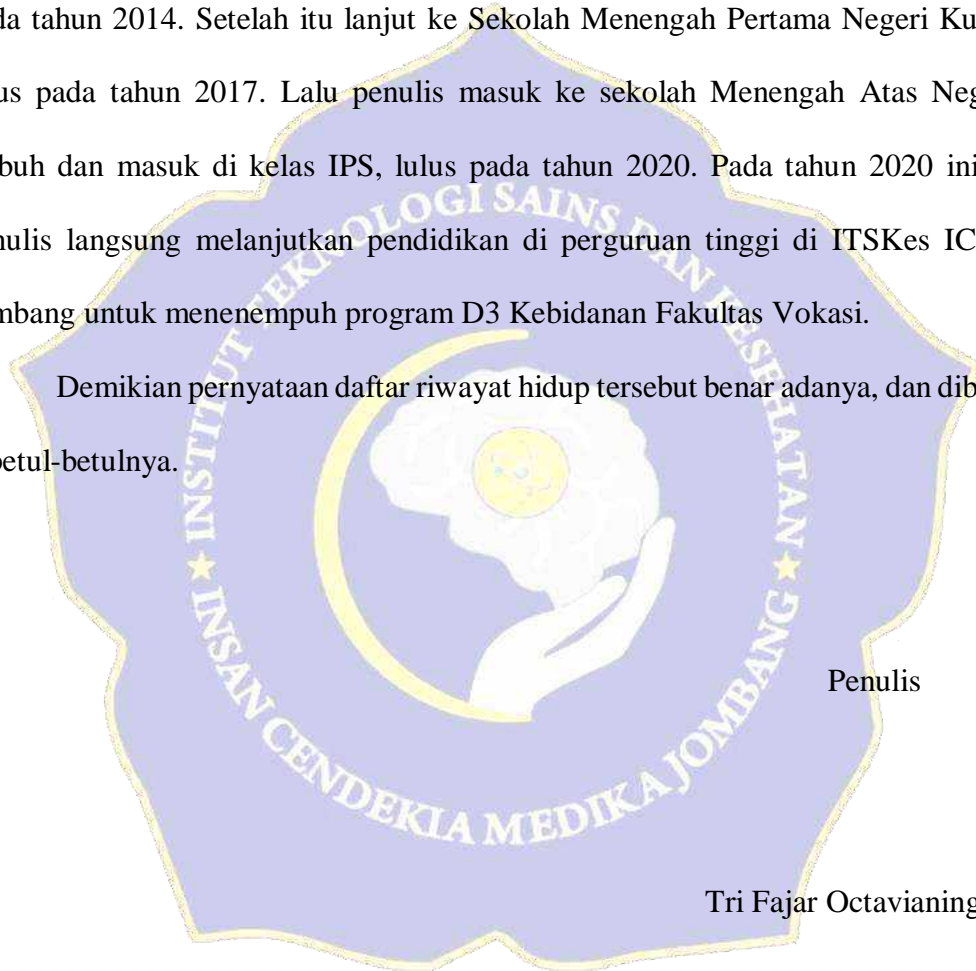 da tahun 2014. Setelah itu lanjut ke Sekolah Menengah Pertama Negeri Ku
us pada tahun 2017. Lalu penulis masuk ke sekolah Menengah Atas Neg
buh dan masuk di kelas IPS, lulus pada tahun 2020. Pada tahun 2020 ini
nulis langsung melanjutkan pendidikan di perguruan tinggi di ITSKes IC
mbang untuk menenempuh program D3 Kebidanan Fakultas Vokasi.
Demikian pernyataan daftar riwayat hidup tersebut benar adanya, dan dib
betul-betulnya.
INSTITUT TEKNOLOGI SAINS DAN KESEHATAN
INSAN CENDEKIA MEDIKA JOMBANG
Penulis
Tri Fajar Octavianing